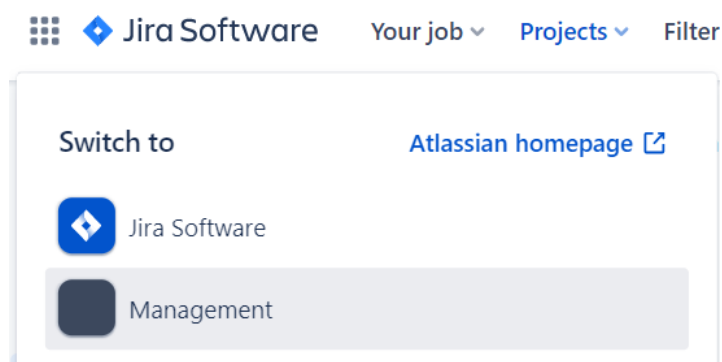 Jira Software Your job Projects Filter
Switch to Atlassian homepage
Jira Software
Management